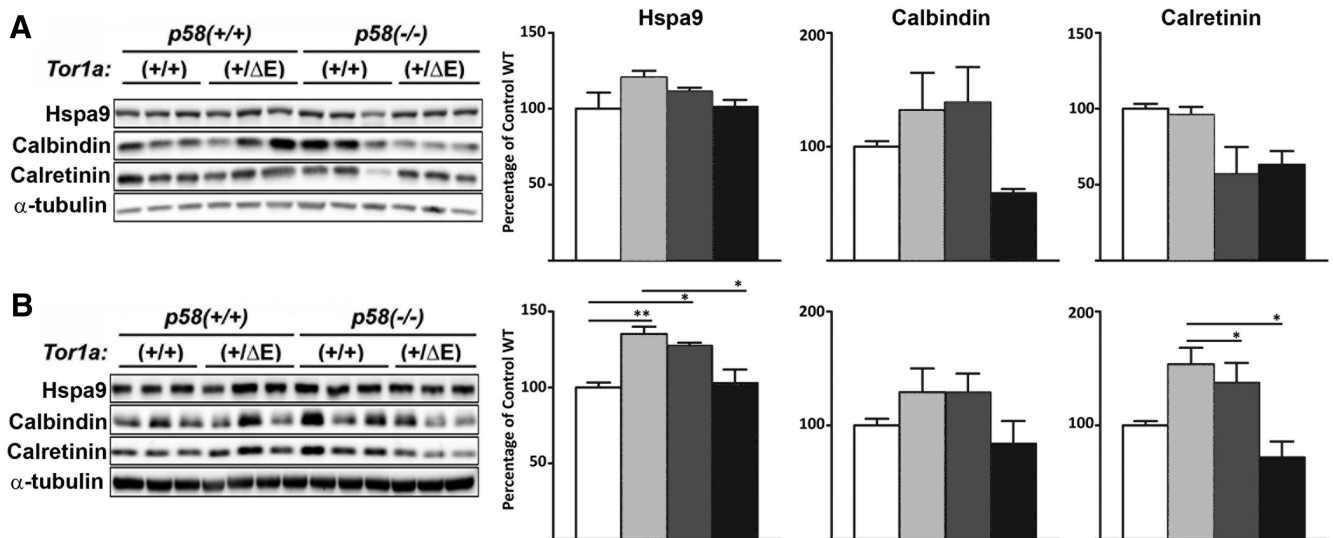 A
p58(+/+) p58(-/-)
Tor1a: (+/+) (+/ΔE) (+/+) (+/ΔE)
Hspa9
Calbindin
Calretinin
α-tubulin
Hspa9
Percentage of Control WT
150
100
50
Calbindin
200
100
Calretinin
150
100
50
B
p58(+/+) p58(-/-)
Tor1a: (+/+) (+/ΔE) (+/+) (+/ΔE)
Hspa9
Calbindin
Calretinin
α-tubulin
Percentage of Control WT
150
100
50
*
*
**
200
100
200
100
*
*